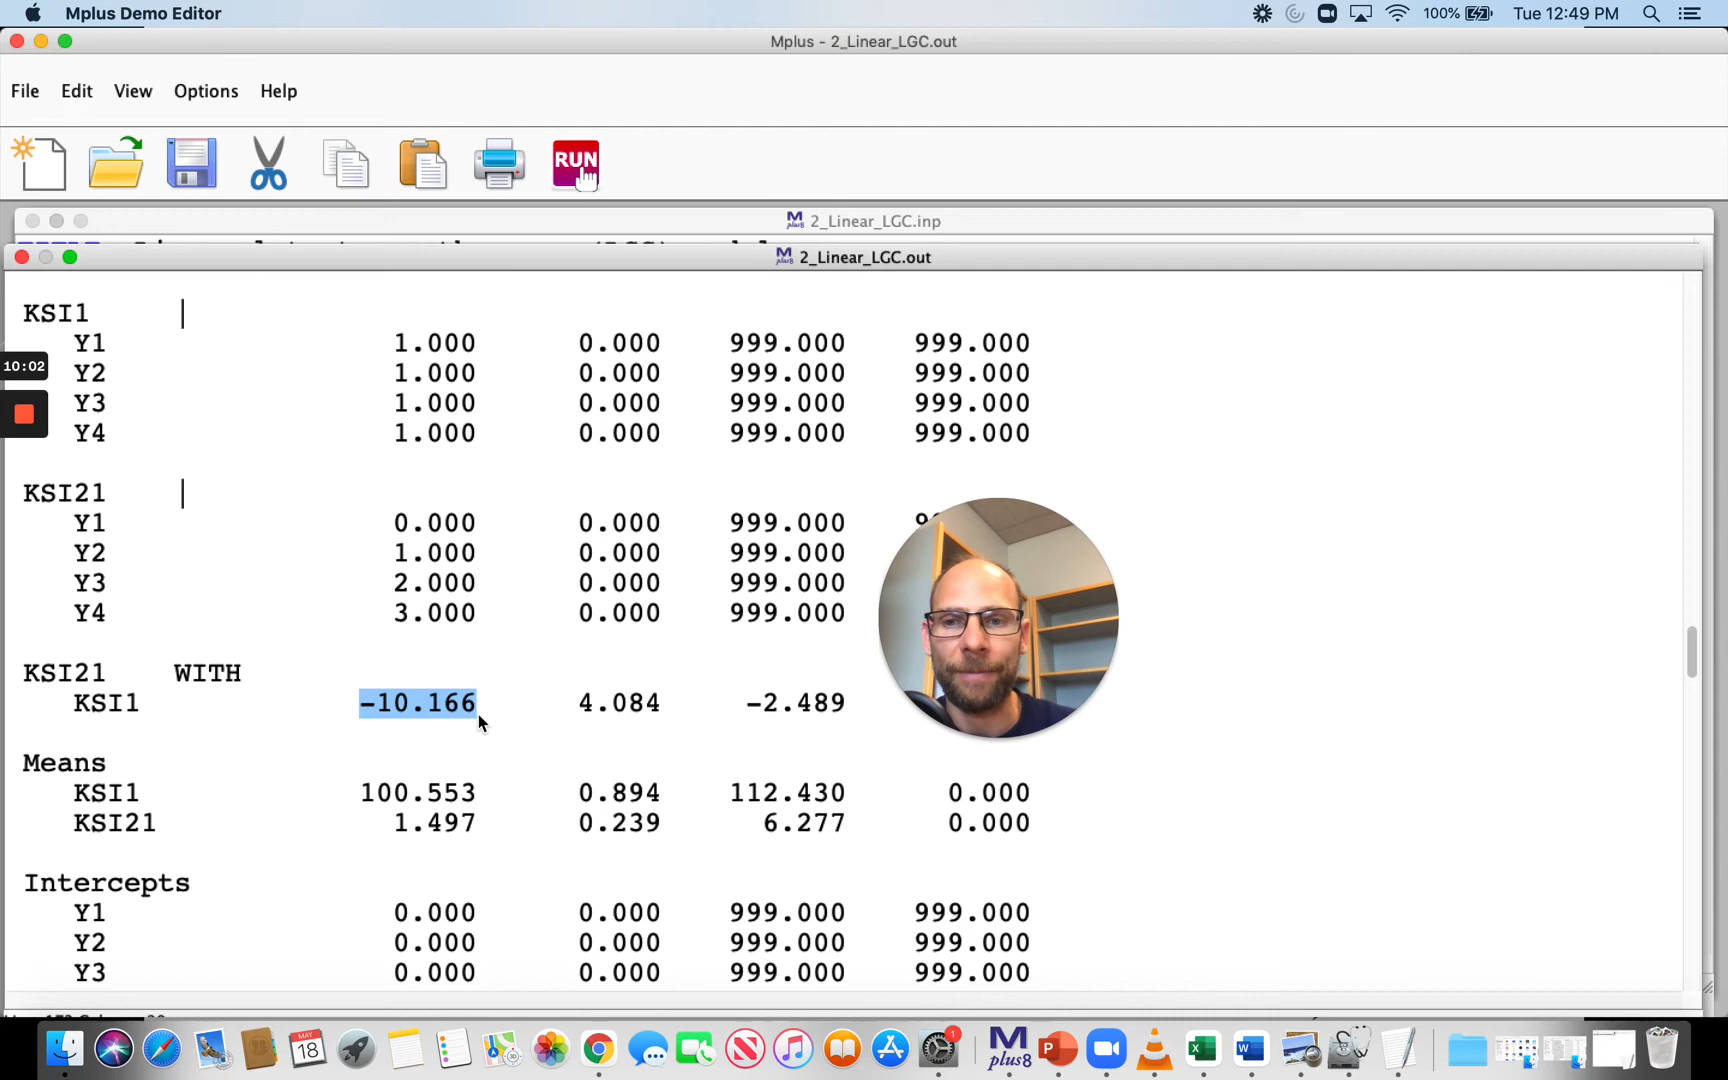 Mplus Demo Editor
100%
Tue 12:49 PM
Mplus - 2_Linear_LGC.out
File Edit View Options Help
RUN
2_Linear_LGC.inp
2_Linear_LGC.out
KSI1 |
Y1 1.000 0.000 999.000 999.000
Y2 1.000 0.000 999.000 999.000
10:02
Y3 1.000 0.000 999.000 999.000
Y4 1.000 0.000 999.000 999.000
KSI21 |
Y1 0.000 0.000 999.000
Y2 1.000 0.000 999.000
Y3 2.000 0.000 999.000
Y4 3.000 0.000 999.000
KSI21 WITH
KSI1 -10.166 4.084 -2.489
Means
KSI1 100.553 0.894 112.430 0.000
KSI21 1.497 0.239 6.277 0.000
Intercepts
Y1 0.000 0.000 999.000 999.000
Y2 0.000 0.000 999.000 999.000
Y3 0.000 0.000 999.000 999.000
MAY
18
1
M
plus8